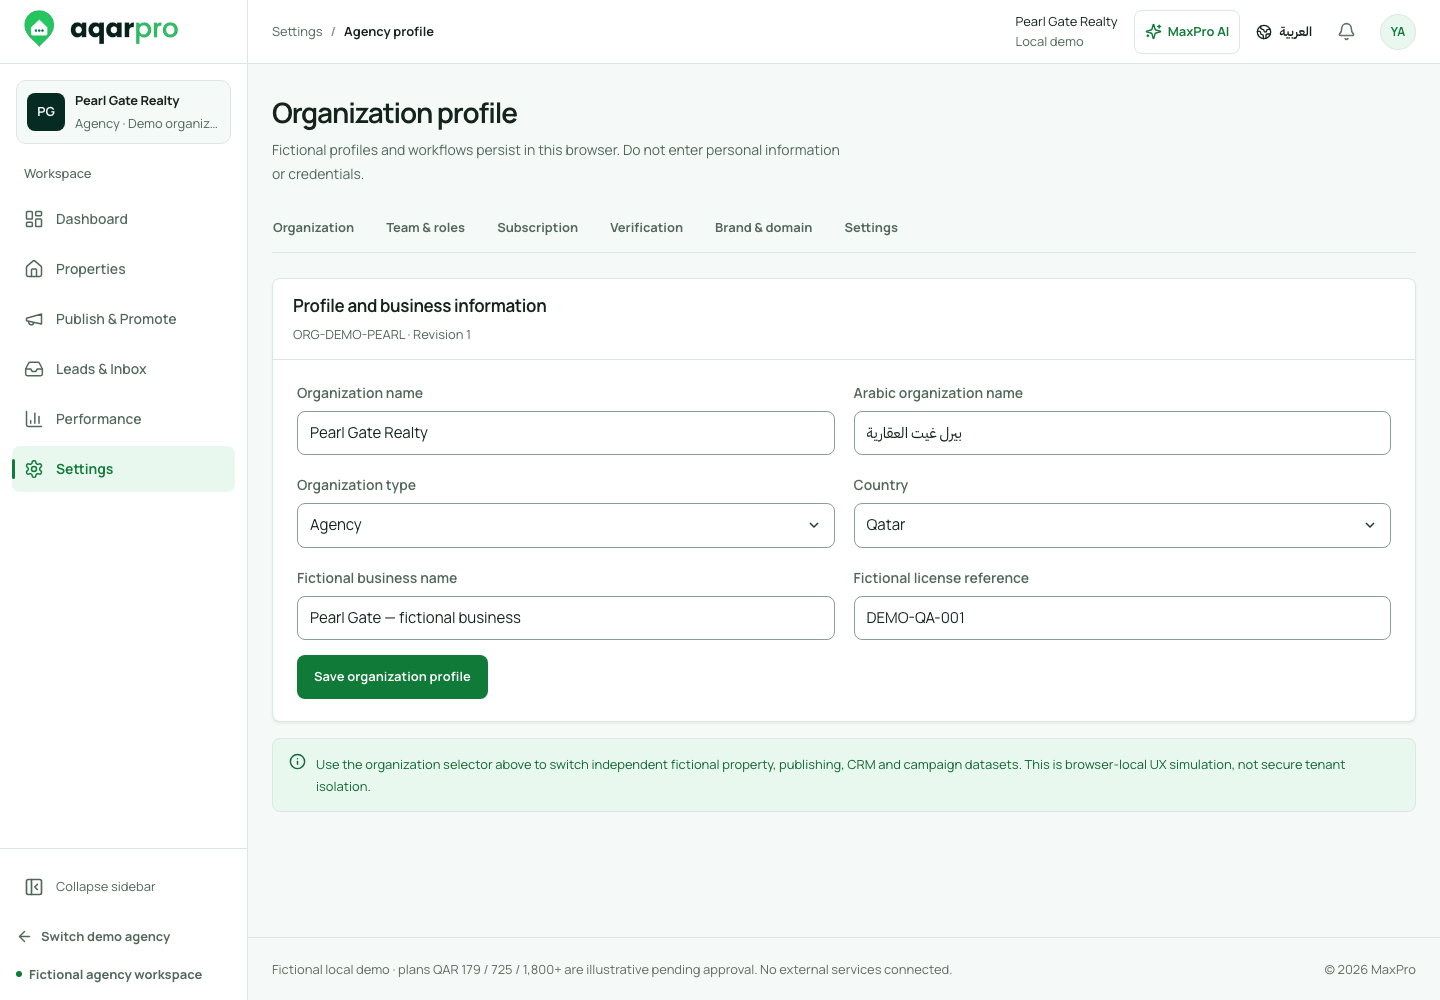 aqarpro
Settings / Agency profile
Pearl Gate Realty
Local demo
MaxPro AI
العربية
YA
PG
Pearl Gate Realty
Agency · Demo organiz...
Workspace
Dashboard
Properties
Publish & Promote
Leads & Inbox
Performance
Settings
Collapse sidebar
Switch demo agency
Fictional agency workspace
Organization profile
Fictional profiles and workflows persist in this browser. Do not enter personal information
or credentials.
Organization Team & roles Subscription Verification Brand & domain Settings
Profile and business information
ORG-DEMO-PEARL · Revision 1
Organization name
Pearl Gate Realty
Arabic organization name
بيرل غيت العقارية
Organization type
Agency
Country
Qatar
Fictional business name
Pearl Gate — fictional business
Fictional license reference
DEMO-QA-001
Save organization profile
Use the organization selector above to switch independent fictional property, publishing, CRM and campaign datasets. This is browser-local UX simulation, not secure tenant
isolation.
Fictional local demo · plans QAR 179 / 725 / 1,800+ are illustrative pending approval. No external services connected.
© 2026 MaxPro